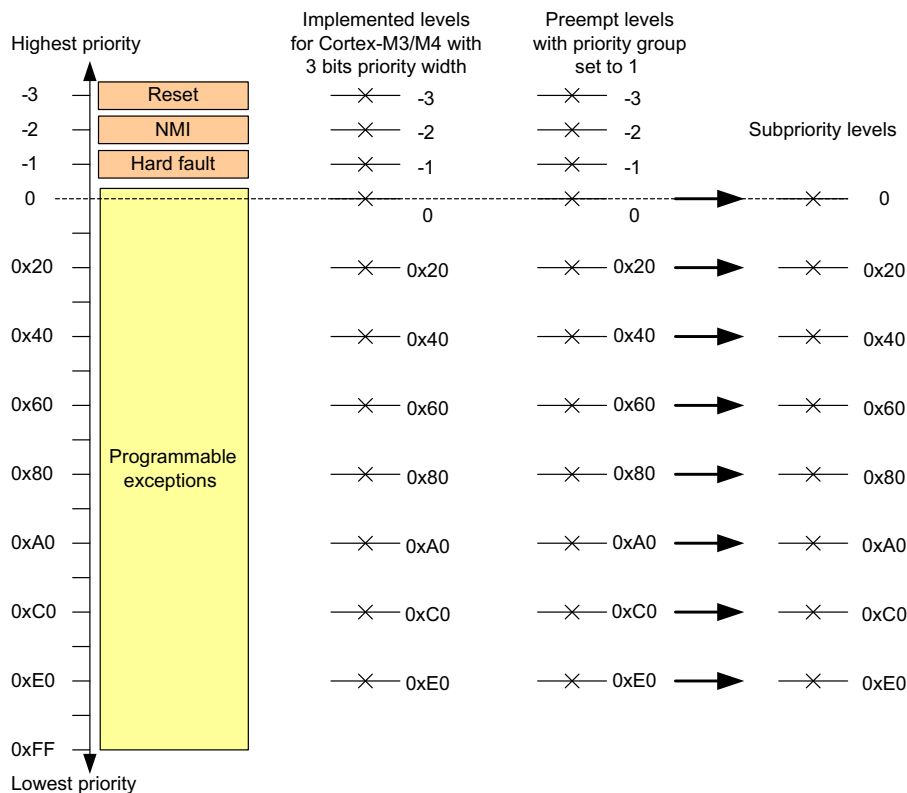 Implemented levels
for Cortex-M3/M4 with
3 bits priority width
Preempt levels
with priority group
set to 1
Highest priority
Subpriority levels
-3 Reset -3 -3
-2 NMI -2 -2
-1 Hard fault -1 -1
0 0 0 0
0x20 0x20 0x20 0x20
0x40 0x40 0x40 0x40
0x60 0x60 0x60 0x60
Programmable
exceptions
0x80 0x80 0x80 0x80
0xA0 0xA0 0xA0 0xA0
0xC0 0xC0 0xC0 0xC0
0xE0 0xE0 0xE0 0xE0
0xFF
Lowest priority